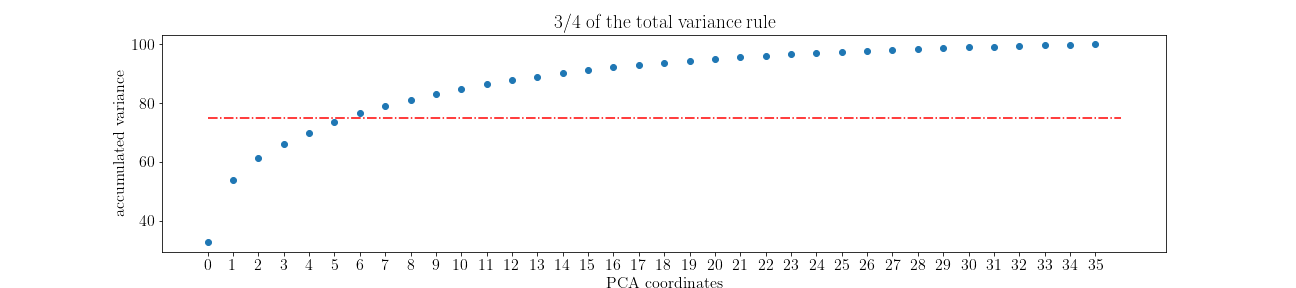 3/4 of the total variance rule
100
80
60
40
accumulated variance
0 1 2 3 4 5 6 7 8 9 10 11 12 13 14 15 16 17 18 19 20 21 22 23 24 25 26 27 28 29 30 31 32 33 34 35
PCA coordinates